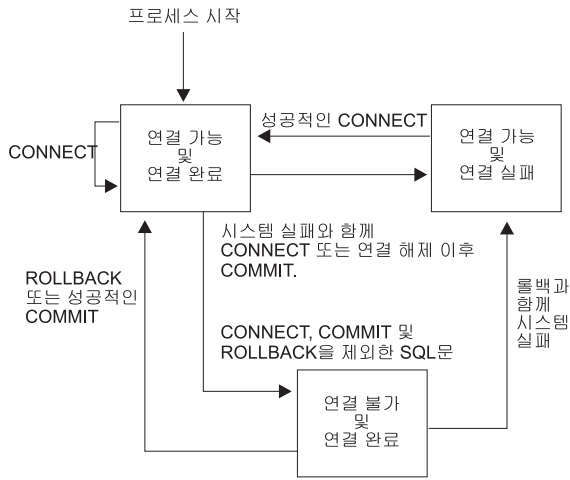 프로세스 시작
성공적인 CONNECT
연결 가능
및
연결 완료
연결 가능
및
연결 실패
CONNECT
시스템 실패와 함께
CONNECT 또는 연결 해제 이후
COMMIT.
ROLLBACK
또는 성공적인
COMMIT
롤백과
함께
시스템
실패
CONNECT, COMMIT 및
ROLLBACK을 제외한 SQL문
연결 불가
및
연결 완료